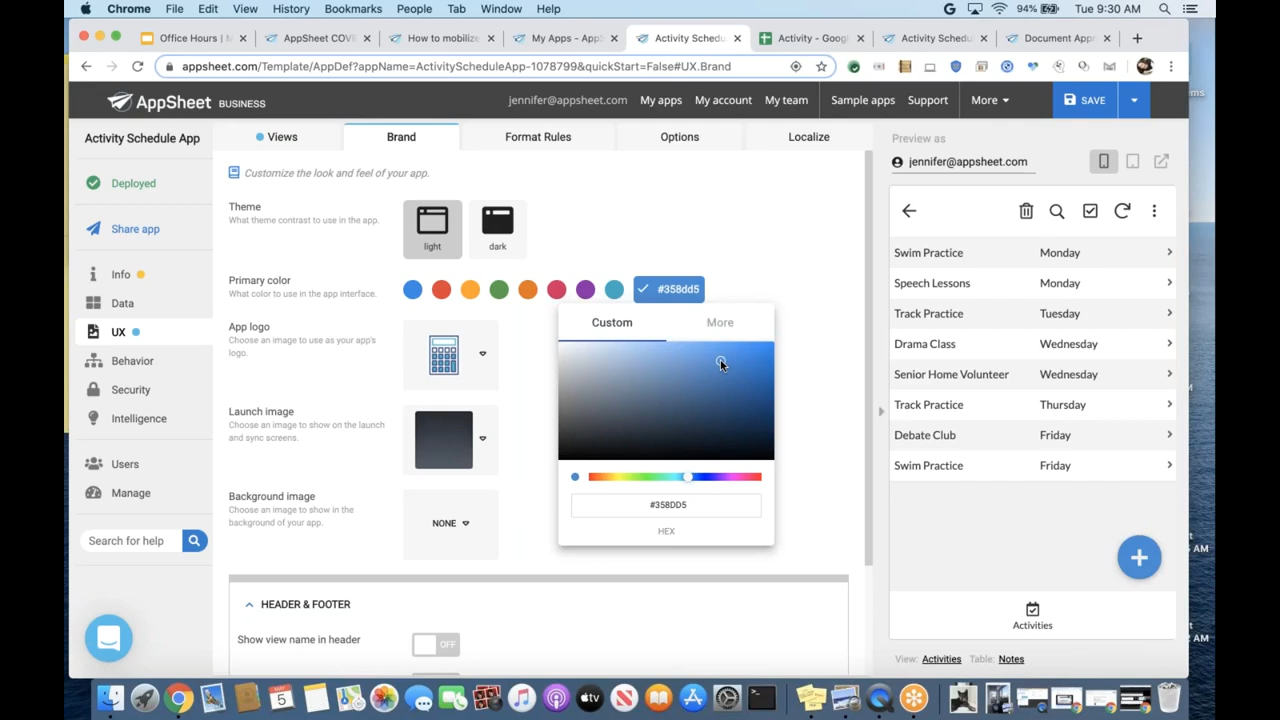 Chrome File Edit View History Bookmarks People Tab Window Help
94% Tue 9:30 AM
Office Hours | M
AppSheet COVI
How to mobilize
My Apps - AppS
Activity Schedu
Activity - Goog
Activity Schedu
Document Appr
appsheet.com/Template/AppDef?appName=ActivityScheduleApp-1078799&quickStart=False#UX.Brand
AppSheet BUSINESS
jennifer@appsheet.com My apps My account My team Sample apps Support More SAVE
Activity Schedule App
Deployed
Share app
Info
Data
UX
Behavior
Security
Intelligence
Users
Manage
Search for help
Views Brand Format Rules Options Localize
Customize the look and feel of your app.
Theme
What theme contrast to use in the app.
light
dark
Primary color
What color to use in the app interface.
#358dd5
App logo
Choose an image to use as your app's
logo.
Launch image
Choose an image to show on the launch
and sync screens.
Background image
Choose an image to show in the
background of your app.
NONE
Custom More
#358DD5
HEX
HEADER & FOOTER
Show view name in header
OFF
Preview as
jennifer@appsheet.com
Swim Practice Monday
Speech Lessons Monday
Track Practice Tuesday
Drama Class Wednesday
Senior Home Volunteer Wednesday
Track Practice Thursday
Debate Club Friday
Swim Practice Friday
Activities
View: Activities Table: Notes
ems
AM
2 AM
5